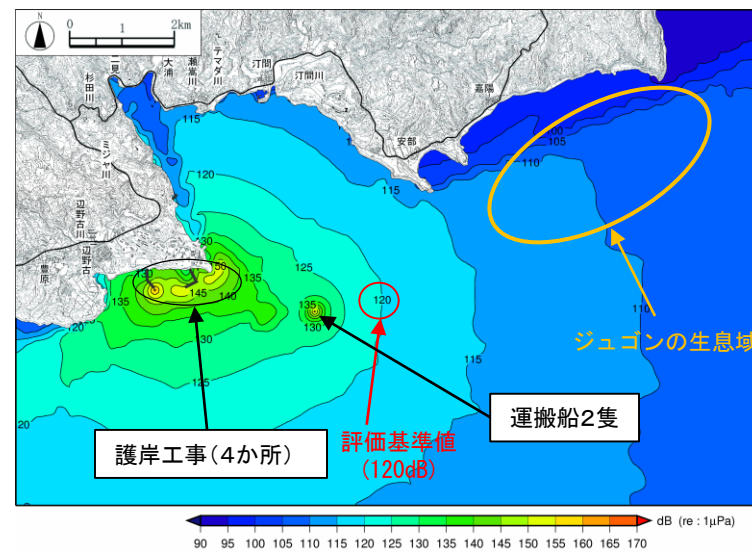 N
0 1 2km
二見
杉田川
大浦
瀬嵩川
テマダ川
汀間
汀間川
嘉陽
安部
ミジャ川
辺野古川
辺野古
豊原
115
120
130
125
135
130
50
135
145
140
135
130
125
120
20
135
130
120
115
115
110
110
105
100
ジュゴンの生息域
運搬船2隻
護岸工事(4か所)
評価基準値
(120dB)
90 95 100 105 110 115 120 125 130 135 140 145 150 155 160 165 170
dB (re : 1μPa)